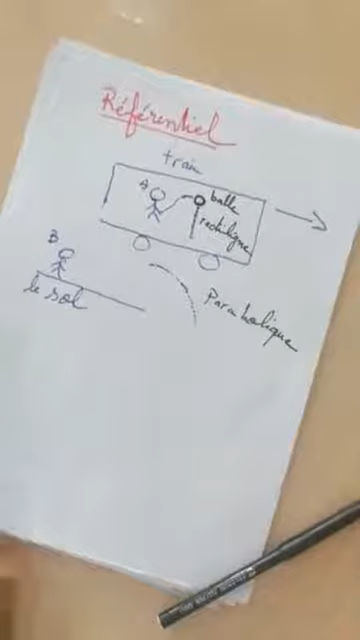 Référentiel
train
A
balle
rectiligne
B
le sol
Parabolique